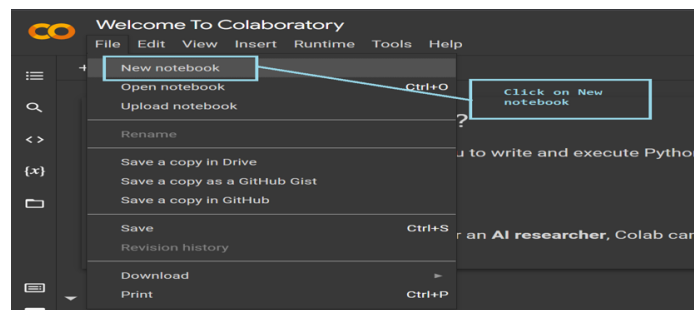 Welcome To Colaboratory
File Edit View Insert Runtime Tools Help
New notebook
Open notebook Ctrl+O
Click on New
notebook
Upload notebook
?
Rename
u to write and execute Pytho
Save a copy in Drive
Save a copy as a GitHub Gist
Save a copy in GitHub
Save Ctrl+S
r an AI researcher, Colab car
Revision history
Download
Print Ctrl+P